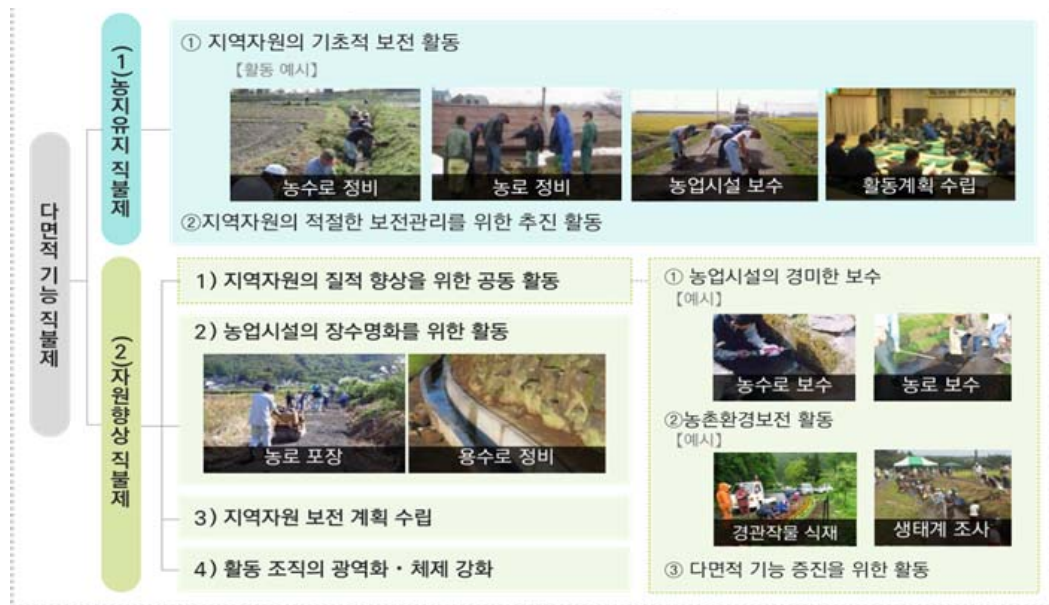 다면적 기능 직불제
(1)농지유지 직불제
① 지역자원의 기초적 보전 활동
【활동 예시】
농수로 정비
농로 정비
농업시설 보수
활동계획 수립
②지역자원의 적절한 보전관리를 위한 추진 활동
(2)자원향상 직불제
1) 지역자원의 질적 향상을 위한 공동 활동
2) 농업시설의 장수명화를 위한 활동
농로 포장
용수로 정비
3) 지역자원 보전 계획 수립
4) 활동 조직의 광역화・체제 강화
① 농업시설의 경미한 보수
【예시】
농수로 보수
농로 보수
②농촌환경보전 활동
【예시】
경관작물 식재
생태계 조사
③ 다면적 기능 증진을 위한 활동